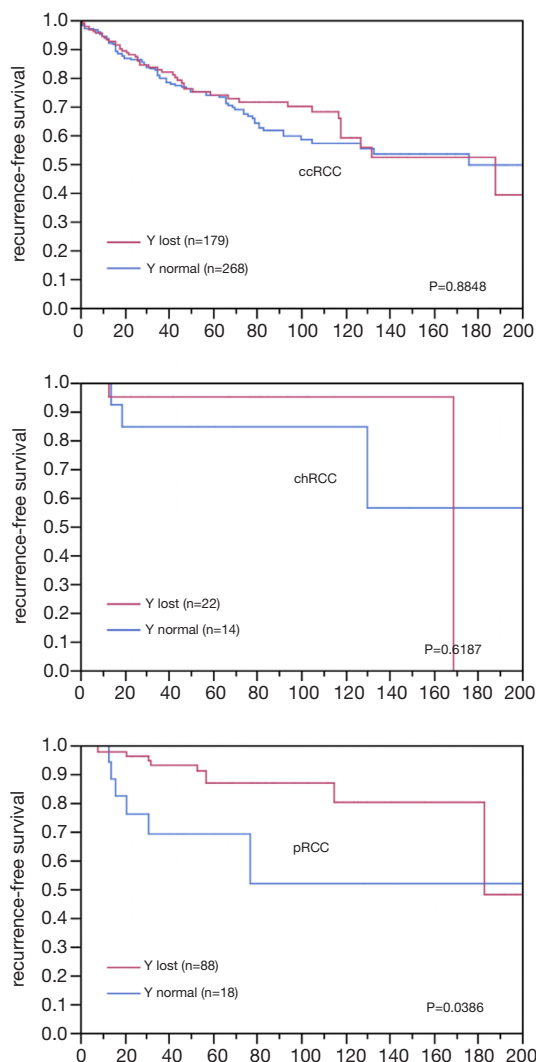 recurrence-free survival
1.0
0.9
0.8
0.7
0.6
0.5
0.4
0.3
0.2
0.1
0.0
ccRCC
Y lost (n=179)
Y normal (n=268)
P=0.8848
0 20 40 60 80 100 120 140 160 180 200
recurrence-free survival
1.0
0.9
0.8
0.7
0.6
0.5
0.4
0.3
0.2
0.1
0.0
chRCC
Y lost (n=22)
Y normal (n=14)
P=0.6187
0 20 40 60 80 100 120 140 160 180 200
recurrence-free survival
1.0
0.9
0.8
0.7
0.6
0.5
0.4
0.3
0.2
0.1
0.0
pRCC
Y lost (n=88)
Y normal (n=18)
P=0.0386
0 20 40 60 80 100 120 140 160 180 200